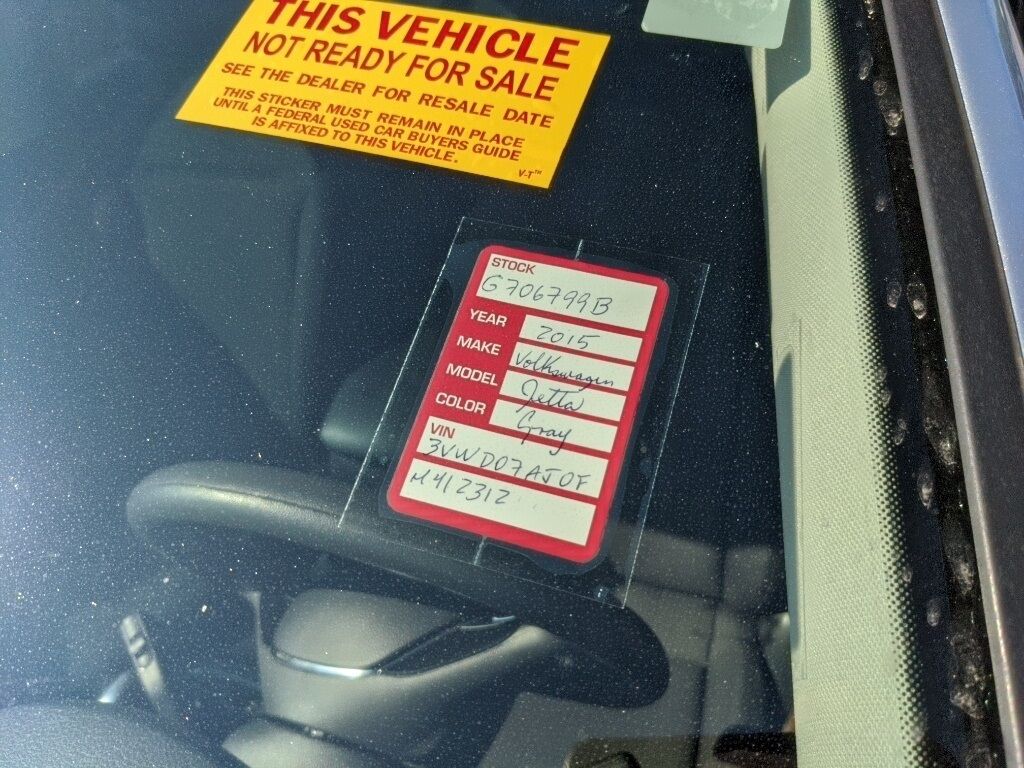 THIS VEHICLE
NOT READY FOR SALE
SEE THE DEALER FOR RESALE DATE
THIS STICKER MUST REMAIN IN PLACE
UNTIL A FEDERAL USED CAR BUYERS GUIDE
IS AFFIXED TO THIS VEHICLE.
V-T™
STOCK
G706799B
YEAR 2015
MAKE Volkswagen
MODEL Jetta
COLOR Gray
VIN
3VWD07AJ0F
M412312